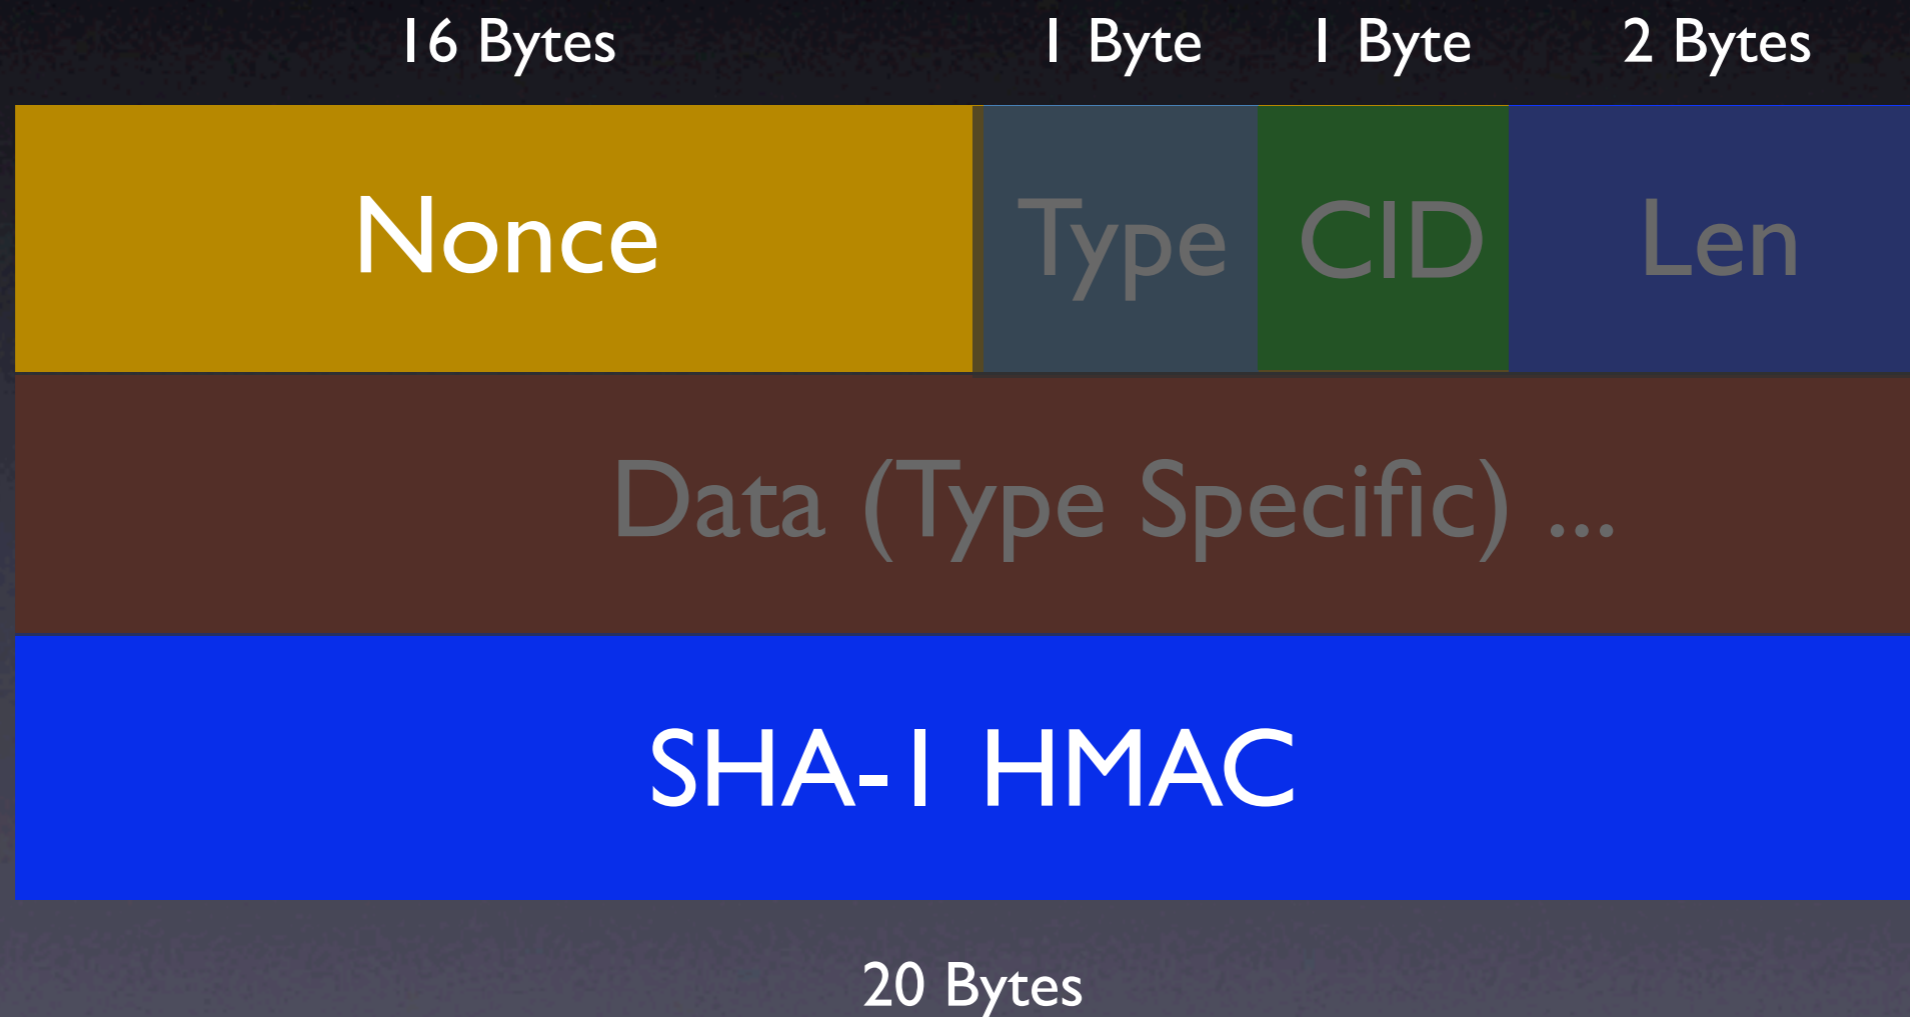 16 Bytes 1 Byte 1 Byte 2 Bytes
Nonce Type CID Len
Data (Type Specific) ...
SHA-1 HMAC
20 Bytes